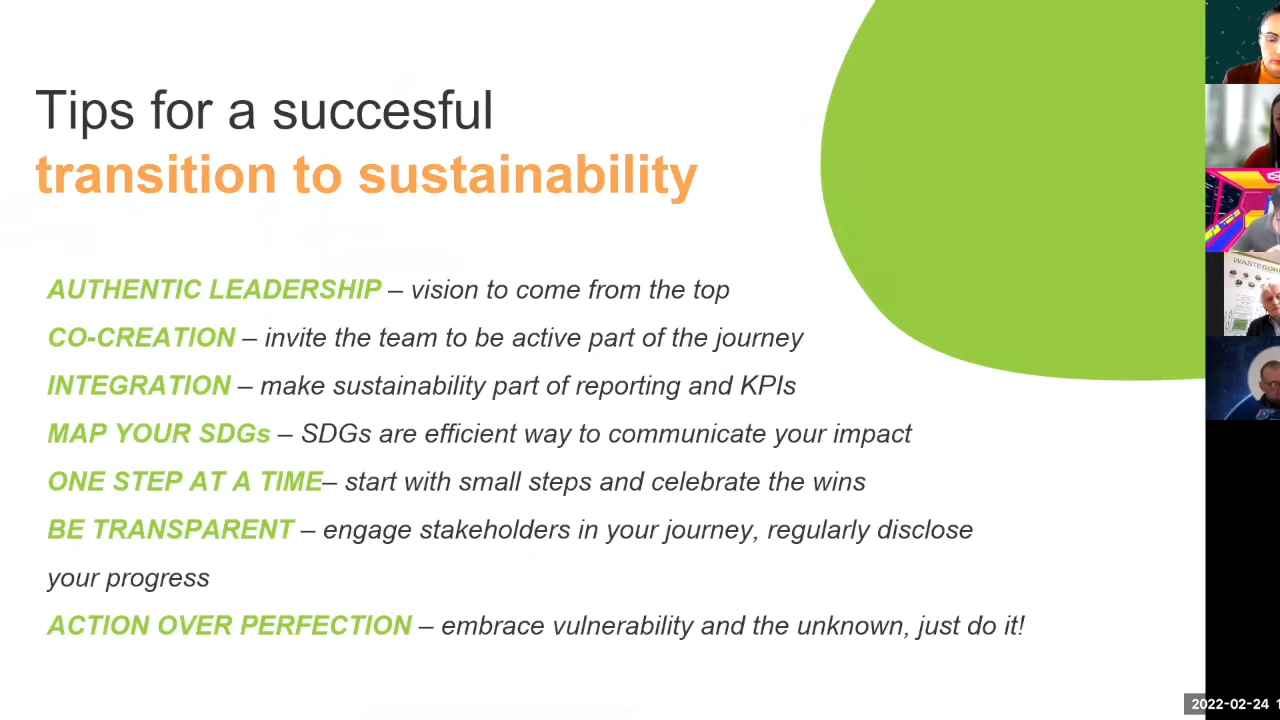 Tips for a succesful
transition to sustainability
AUTHENTIC LEADERSHIP – vision to come from the top
CO-CREATION – invite the team to be active part of the journey
INTEGRATION – make sustainability part of reporting and KPIs
MAP YOUR SDGs – SDGs are efficient way to communicate your impact
ONE STEP AT A TIME– start with small steps and celebrate the wins
BE TRANSPARENT – engage stakeholders in your journey, regularly disclose
your progress
ACTION OVER PERFECTION – embrace vulnerability and the unknown, just do it!
2022-02-24